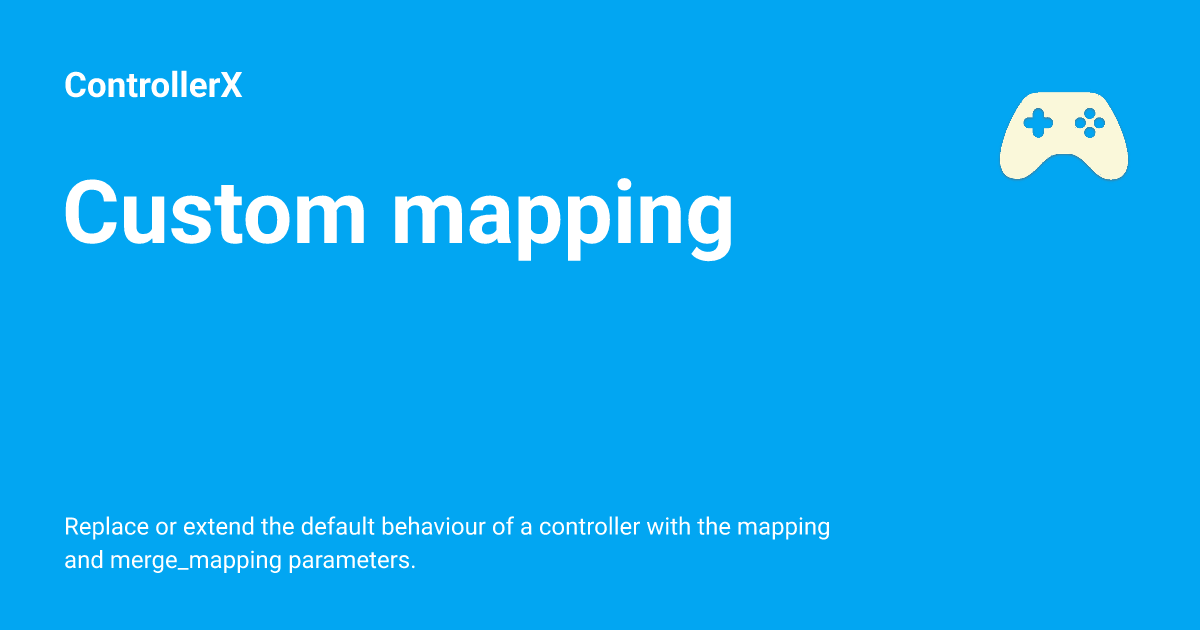 ControllerX
Custom mapping
Replace or extend the default behaviour of a controller with the mapping
and merge_mapping parameters.